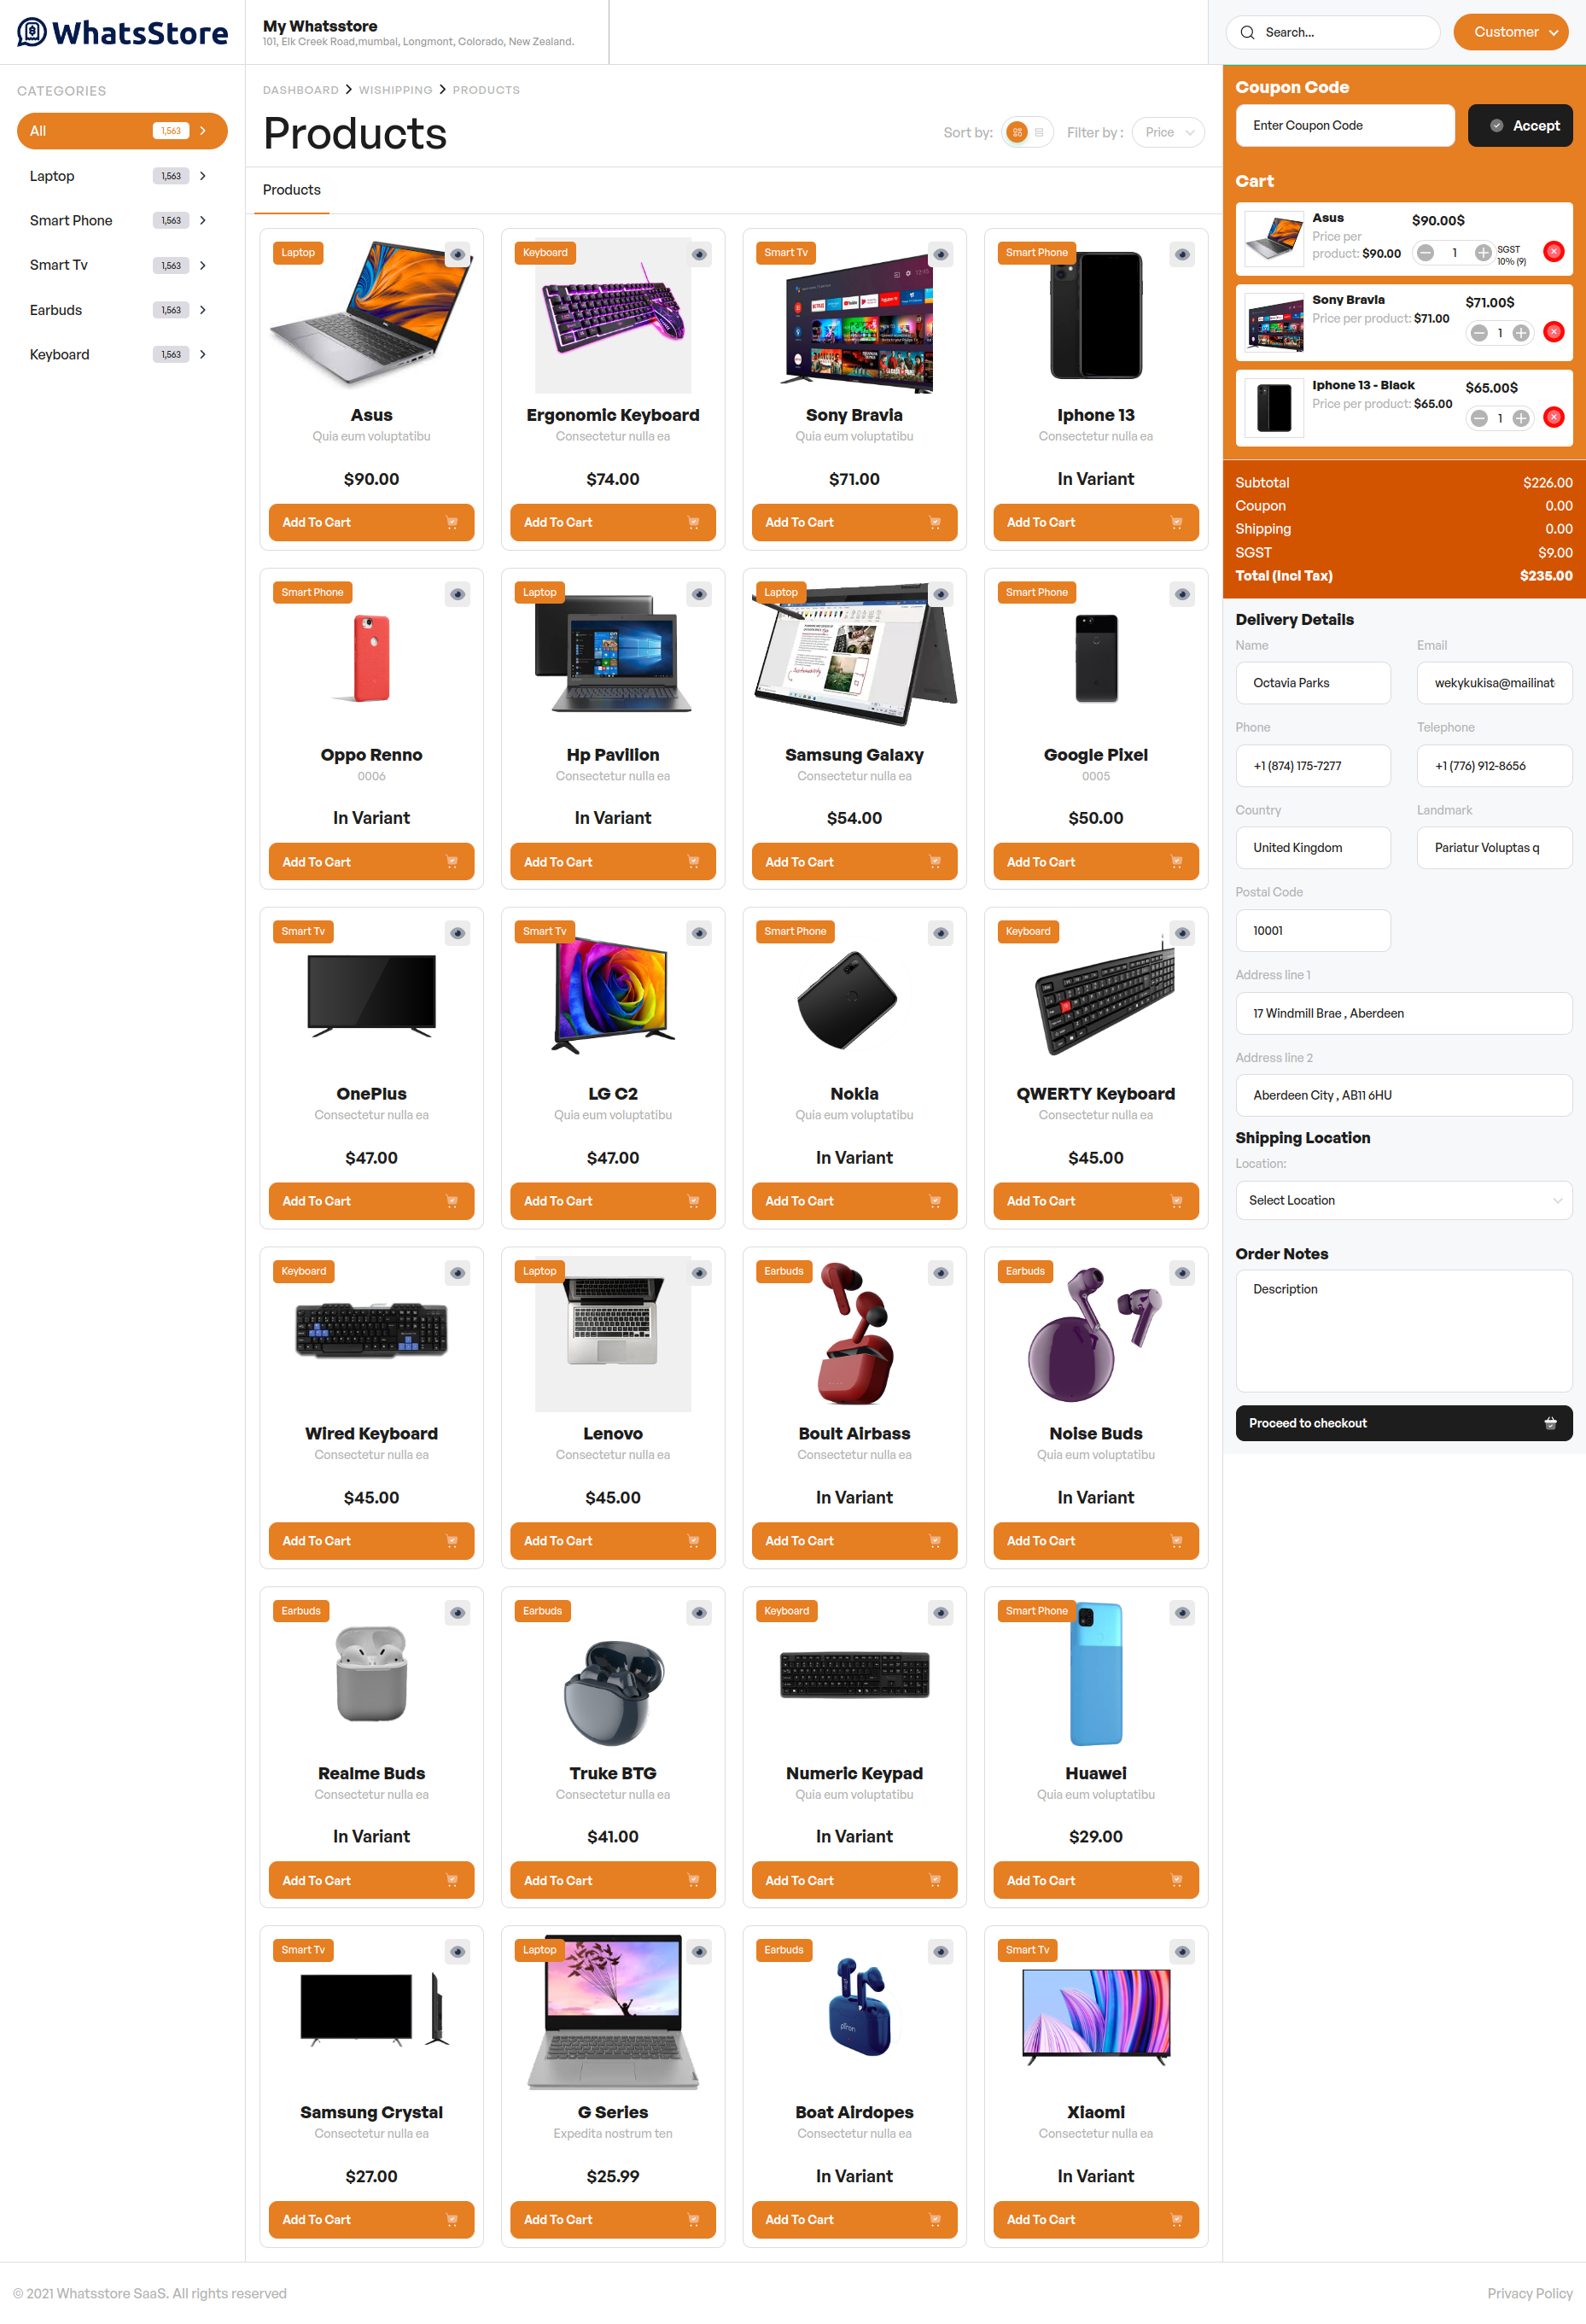 WhatsStore
My Whatsstore
101, Elk Creek Road,mumbal, Longmont, Colorado, New Zealand.
Search...
Customer
CATEGORIES
All 1,563
Laptop 1,563
Smart Phone 1,563
Smart Tv 1,563
Earbuds 1,563
Keyboard 1,563
DASHBOARD > WISHIPPING > PRODUCTS
Products
Sort by:
Filter by :
Price
Products
Laptop
Asus
Quia eum voluptatibu
$90.00
Add To Cart
Keyboard
Ergonomic Keyboard
Consectetur nulla ea
$74.00
Add To Cart
Smart Tv
Sony Bravia
Quia eum voluptatibu
$71.00
Add To Cart
Smart Phone
Iphone 13
Consectetur nulla ea
In Variant
Add To Cart
Smart Phone
Oppo Renno
0006
In Variant
Add To Cart
Laptop
Hp Pavilion
Consectetur nulla ea
In Variant
Add To Cart
Laptop
Samsung Galaxy
Consectetur nulla ea
$54.00
Add To Cart
Smart Phone
Google Pixel
0005
$50.00
Add To Cart
Smart Tv
OnePlus
Consectetur nulla ea
$47.00
Add To Cart
Smart Tv
LG C2
Quia eum voluptatibu
$47.00
Add To Cart
Smart Phone
Nokia
Quia eum voluptatibu
In Variant
Add To Cart
Keyboard
QWERTY Keyboard
Consectetur nulla ea
$45.00
Add To Cart
Keyboard
Wired Keyboard
Consectetur nulla ea
$45.00
Add To Cart
Laptop
Lenovo
Consectetur nulla ea
$45.00
Add To Cart
Earbuds
Boult Airbass
Consectetur nulla ea
In Variant
Add To Cart
Earbuds
Noise Buds
Quia eum voluptatibu
In Variant
Add To Cart
Earbuds
Realme Buds
Consectetur nulla ea
In Variant
Add To Cart
Earbuds
Truke BTG
Consectetur nulla ea
$41.00
Add To Cart
Keyboard
Numeric Keypad
Quia eum voluptatibu
In Variant
Add To Cart
Smart Phone
Huawei
Quia eum voluptatibu
$29.00
Add To Cart
Smart Tv
Samsung Crystal
Consectetur nulla ea
$27.00
Add To Cart
Laptop
G Series
Expedita nostrum ten
$25.99
Add To Cart
Earbuds
pTron
Boat Airdopes
Consectetur nulla ea
In Variant
Add To Cart
Smart Tv
Xiaomi
Consectetur nulla ea
In Variant
Add To Cart
Coupon Code
Enter Coupon Code
Accept
Cart
Asus
Price per
product: $90.00
$90.00$
1
SGST
10% (9)
Sony Bravia
Price per product: $71.00
$71.00$
1
Iphone 13 - Black
Price per product: $65.00
$65.00$
1
Subtotal $226.00
Coupon 0.00
Shipping 0.00
SGST $9.00
Total (Incl Tax) $235.00
Delivery Details
Name
Octavia Parks
Email
wekykukisa@mailinat
Phone
+1 (874) 175-7277
Telephone
+1 (776) 912-8656
Country
United Kingdom
Landmark
Pariatur Voluptas q
Postal Code
10001
Address line 1
17 Windmill Brae , Aberdeen
Address line 2
Aberdeen City , AB11 6HU
Shipping Location
Location:
Select Location
Order Notes
Description
Proceed to checkout
© 2021 Whatsstore SaaS. All rights reserved
Privacy Policy